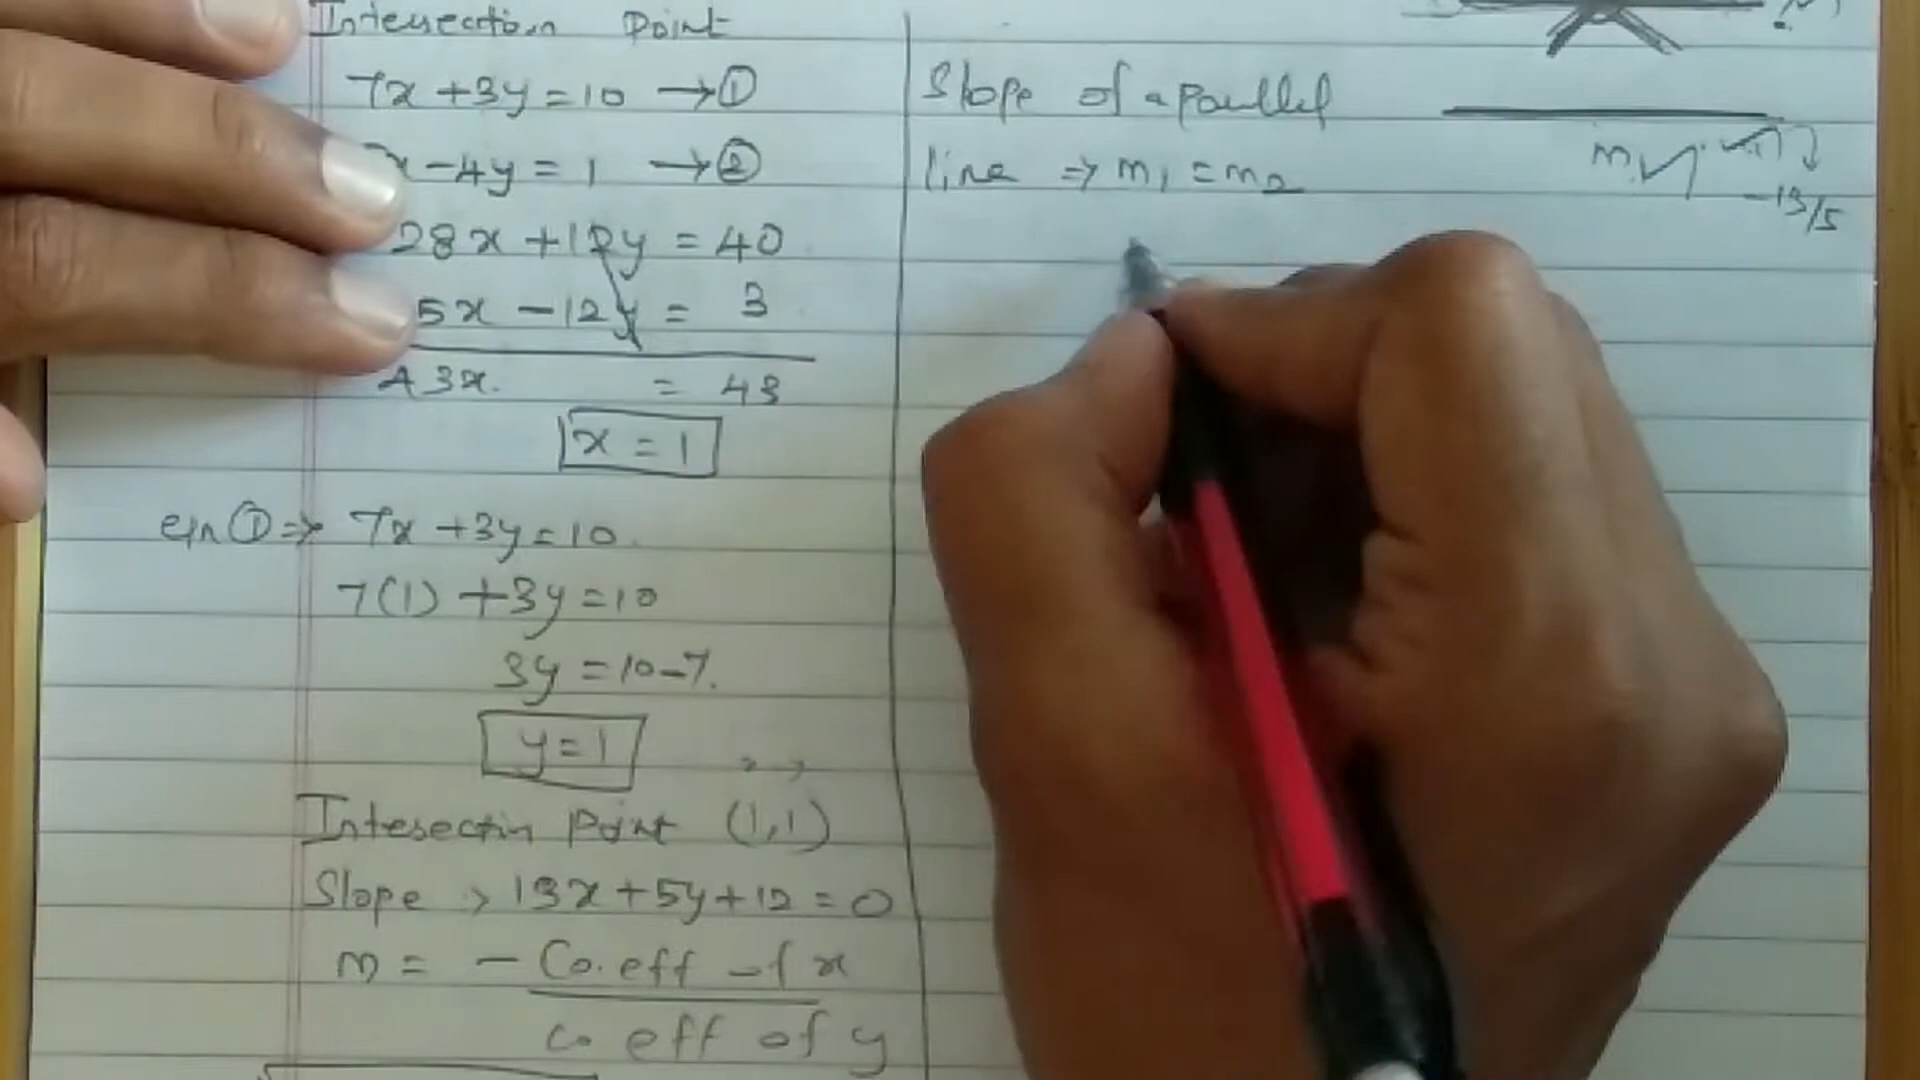 Intersection Point
7x + 3y = 10 → ①
x - 4y = 1 → ②
28x + 12y = 40
5x - 12y = 3
43x = 43
x = 1
eqn ① ⇒ 7x + 3y = 10
7(1) + 3y = 10
3y = 10 - 7.
y = 1
Intesectin Point (1,1)
Slope ⇒ 13x + 5y + 12 = 0
m = - Co.eff of x
co eff of y
Slope of a Parallel
line ⇒ m₁ = m₂
m₁
-13/5